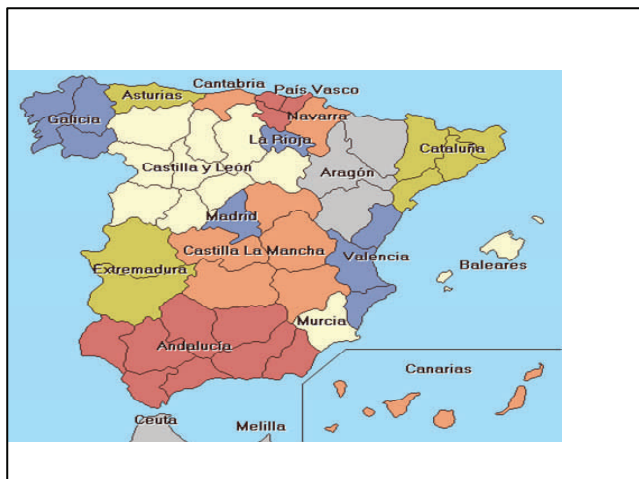 Cantabria
País Vasco
Asturias
Galicia
Navarra
La Rioja
Cataluña
Castilla y León
Aragón
Madrid
Castilla La Mancha
Valencia
Baleares
Extremadura
Murcia
Andalucía
Canarias
Ceuta
Melilla